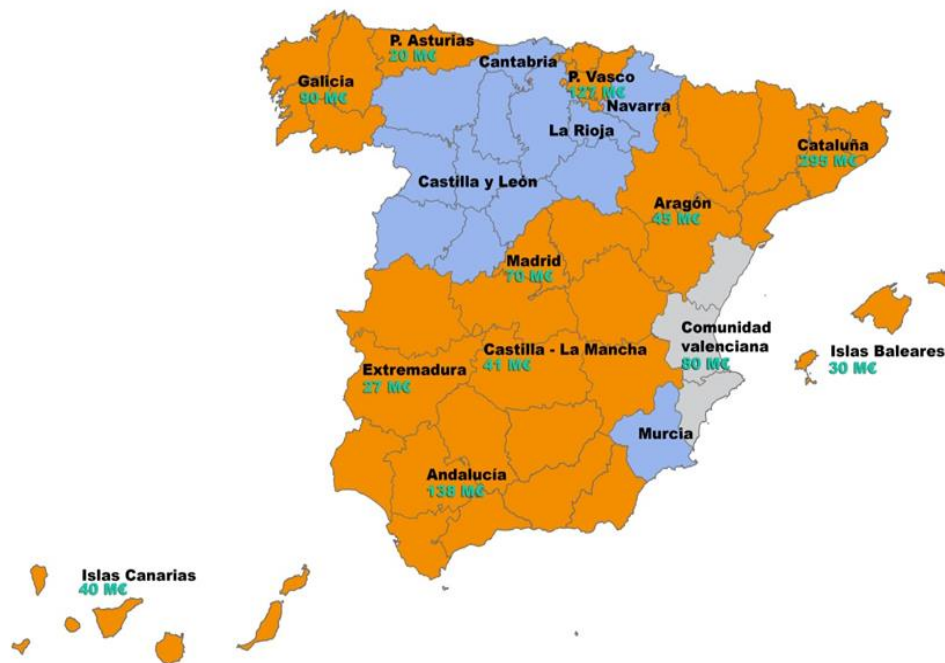 P. Asturias
20 M€
Cantabria
Galicia
90 M€
P. Vasco
127 M€
Navarra
La Rioja
Cataluña
295 M€
Castilla y León
Aragón
45 M€
Madrid
70 M€
Comunidad
valenciana
80 M€
Islas Baleares
30 M€
Castilla - La Mancha
41 M€
Extremadura
27 M€
Murcia
Andalucía
138 M€
Islas Canarias
40 M€